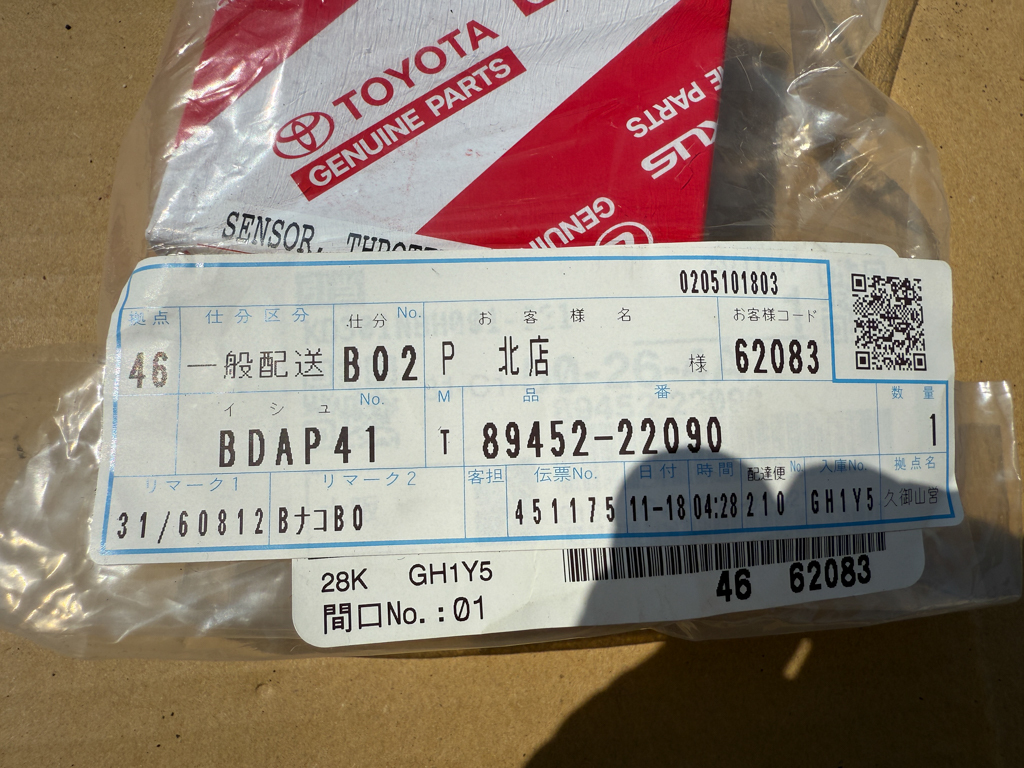 TOYOTA
GENUINE PARTS
PARTS
GENUIN
SENSOR, THROT
0205101803
拠点 仕分区分 仕分No. お客様名 お客様コード
46 一般配送 B02 P 北店 様 62083
イシュNo. M 品番 数量
BDAP41 T 89452-22090 1
リマーク1 リマーク2 客担 伝票No. 日付 時間 配達便No. 入庫No. 拠点名
31/60812 BナコB0 451175 11-18 04:28 210 GH1Y5 久御山営
28K GH1Y5 46 62083
間口No.:01